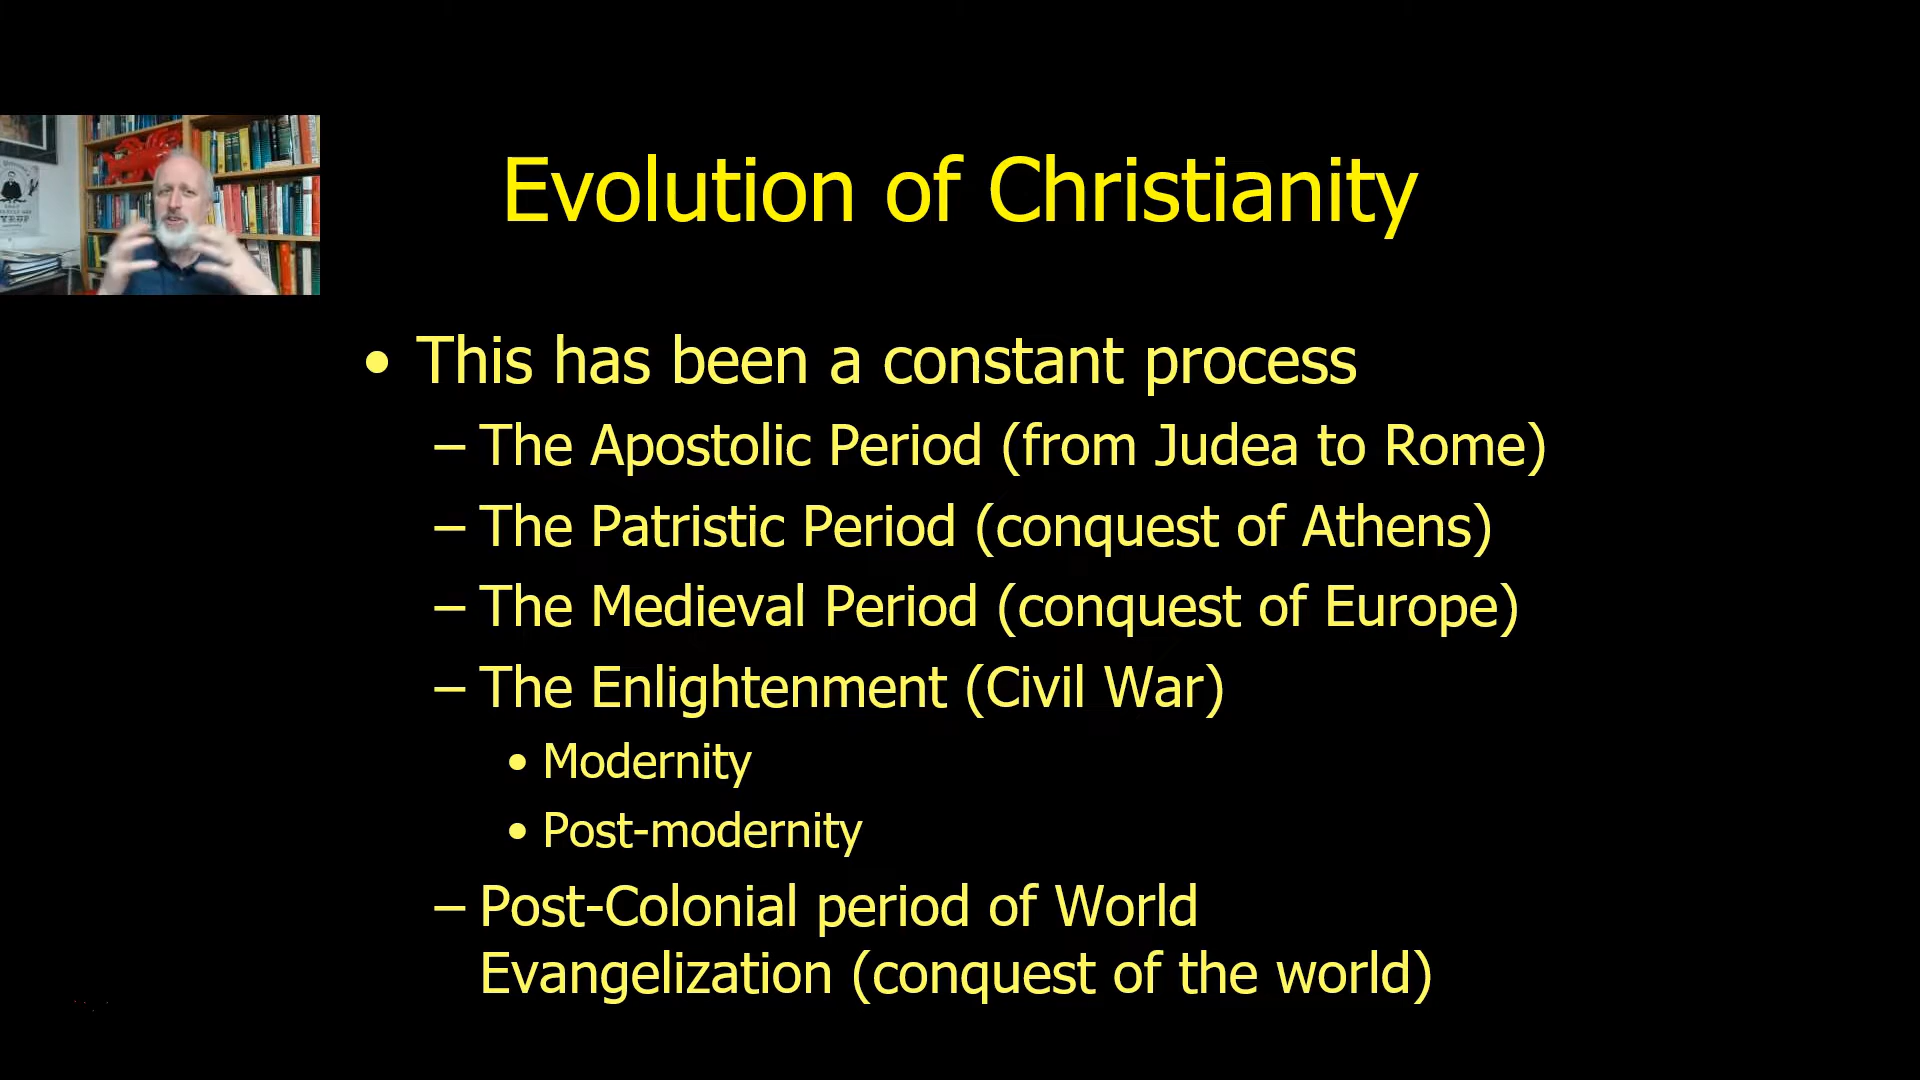 Evolution of Christianity
• This has been a constant process
– The Apostolic Period (from Judea to Rome)
– The Patristic Period (conquest of Athens)
– The Medieval Period (conquest of Europe)
– The Enlightenment (Civil War)
• Modernity
• Post-modernity
– Post-Colonial period of World
Evangelization (conquest of the world)